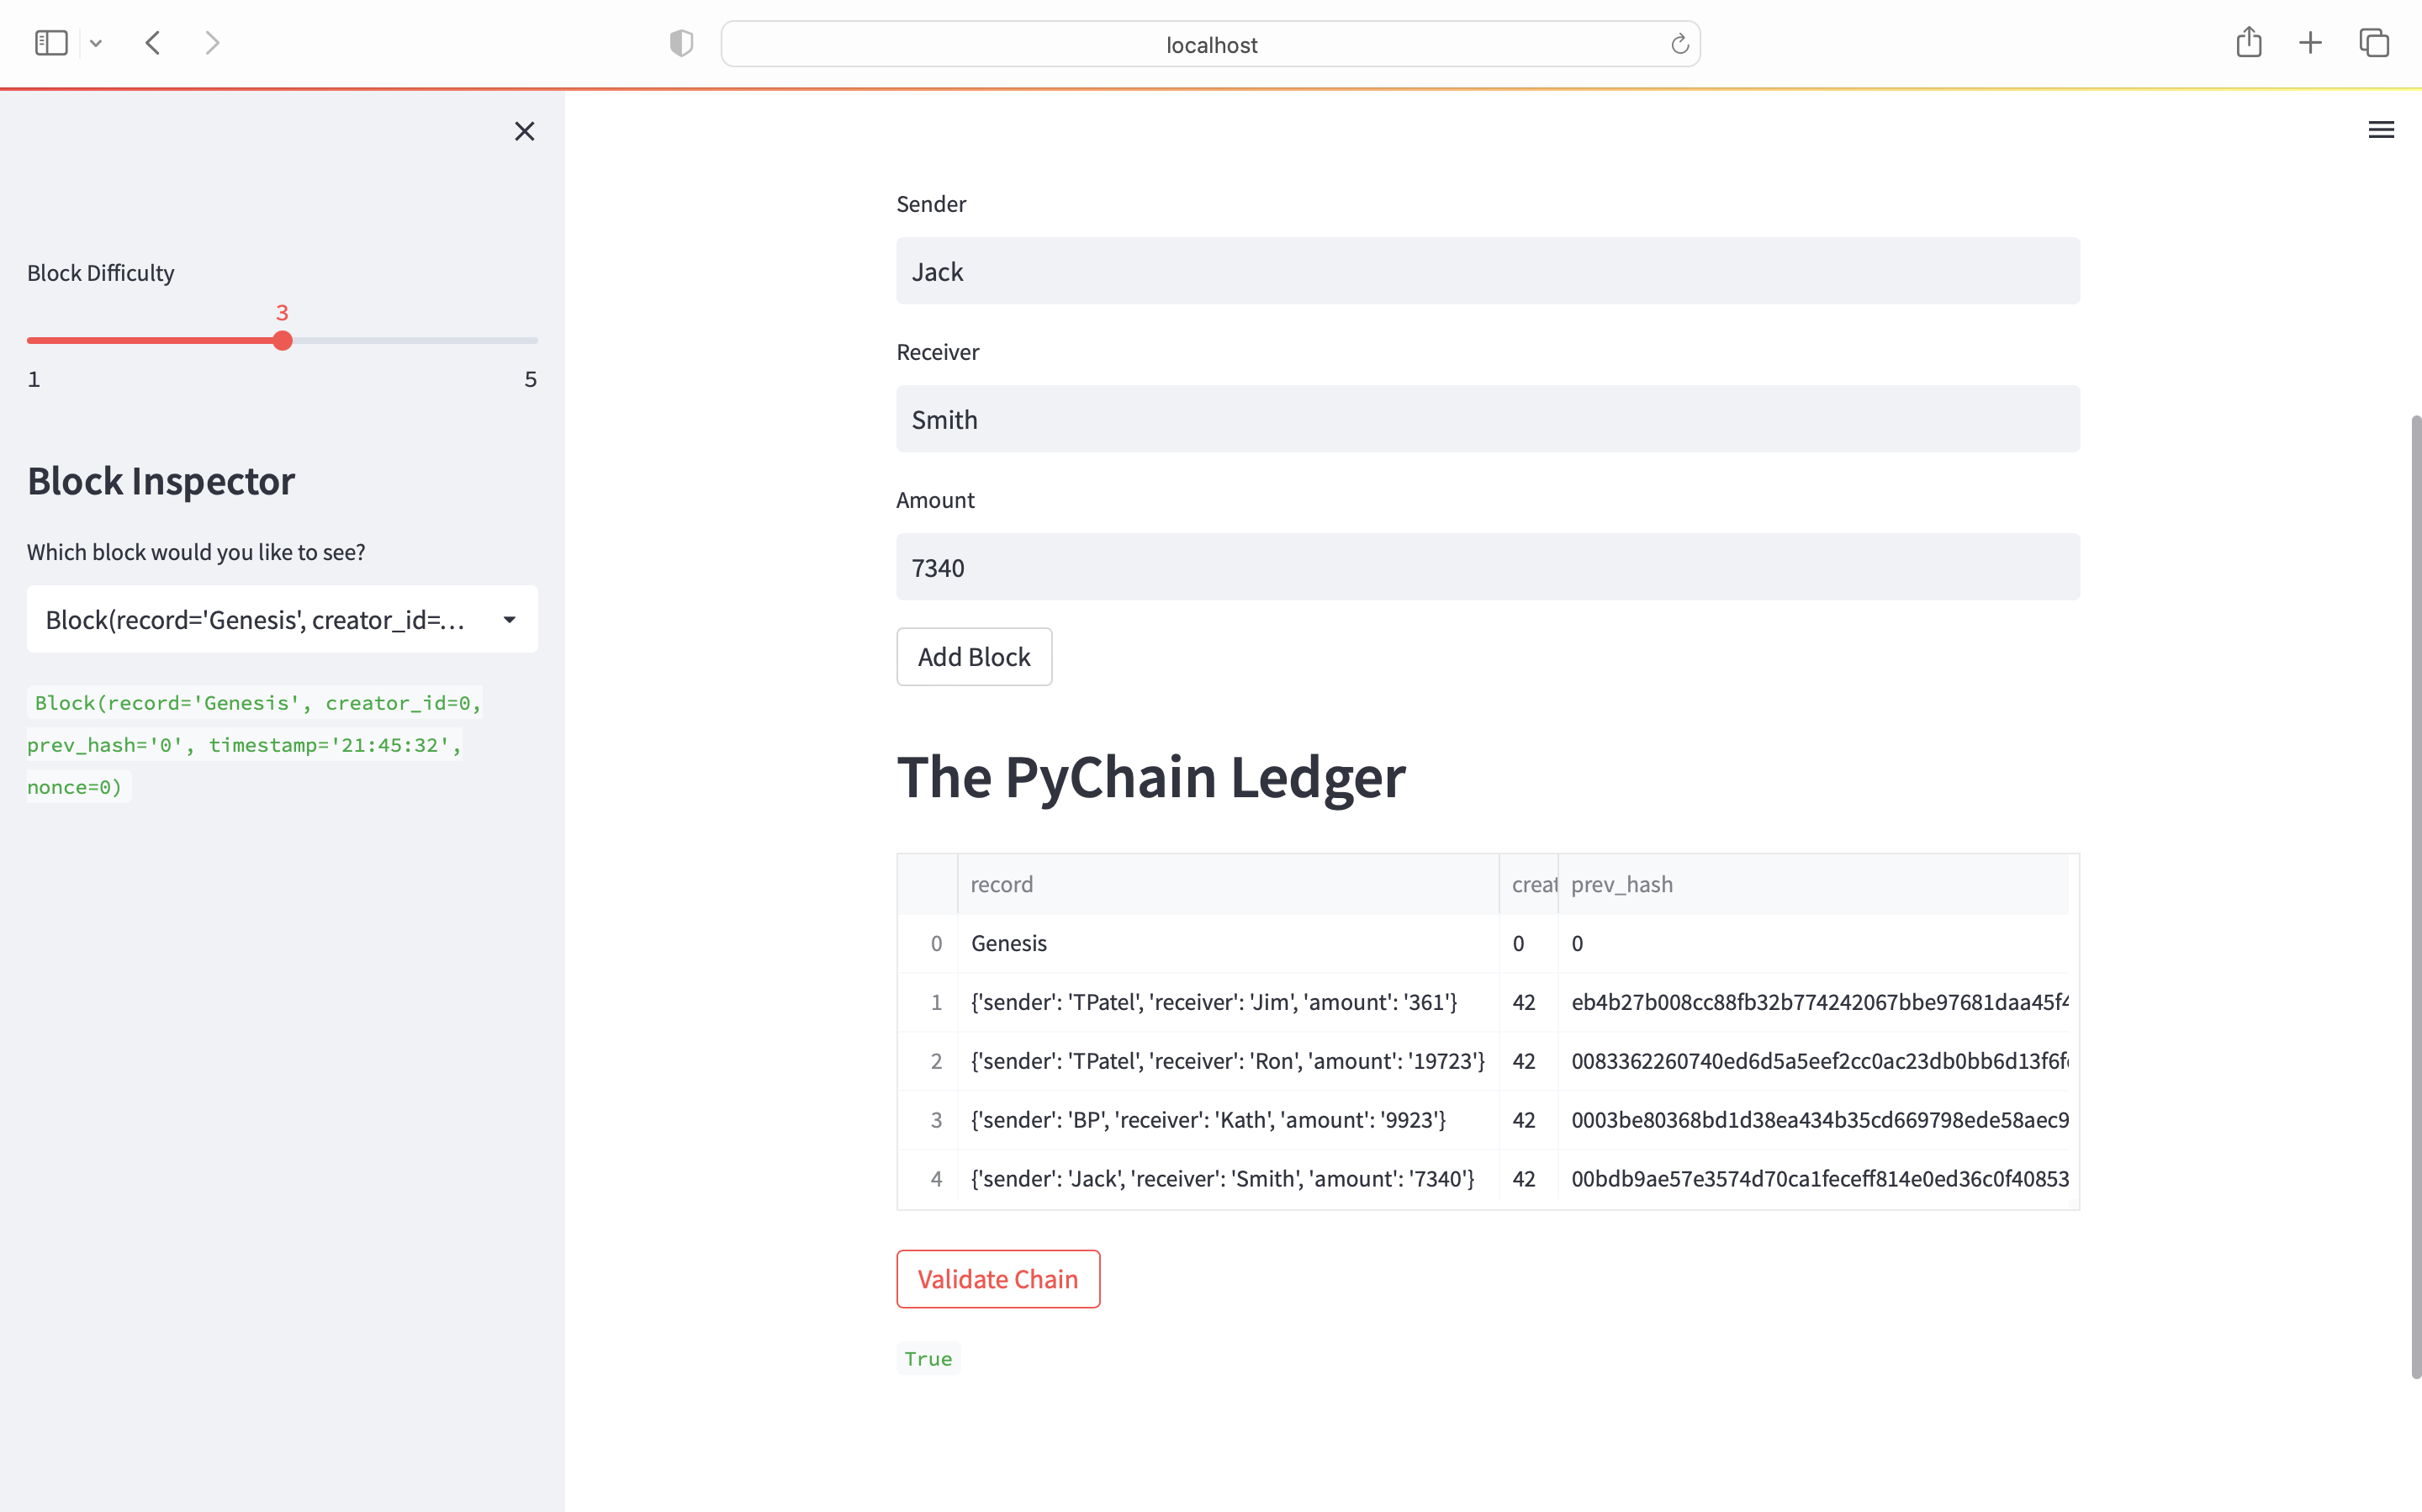 localhost
Block Difficulty
3
1 5
Block Inspector
Which block would you like to see?
Block(record='Genesis', creator_id=...
Block(record='Genesis', creator_id=0,
prev_hash='0', timestamp='21:45:32',
nonce=0)
Sender
Jack
Receiver
Smith
Amount
7340
Add Block
The PyChain Ledger
record creat prev_hash
0 Genesis 0 0
1 {'sender': 'TPatel', 'receiver': 'Jim', 'amount': '361'} 42 eb4b27b008cc88fb32b774242067bbe97681daa45f4
2 {'sender': 'TPatel', 'receiver': 'Ron', 'amount': '19723'} 42 0083362260740ed6d5a5eef2cc0ac23db0bb6d13f6f
3 {'sender': 'BP', 'receiver': 'Kath', 'amount': '9923'} 42 0003be80368bd1d38ea434b35cd669798ede58aec9
4 {'sender': 'Jack', 'receiver': 'Smith', 'amount': '7340'} 42 00bdb9ae57e3574d70ca1feceff814e0ed36c0f40853
Validate Chain
True